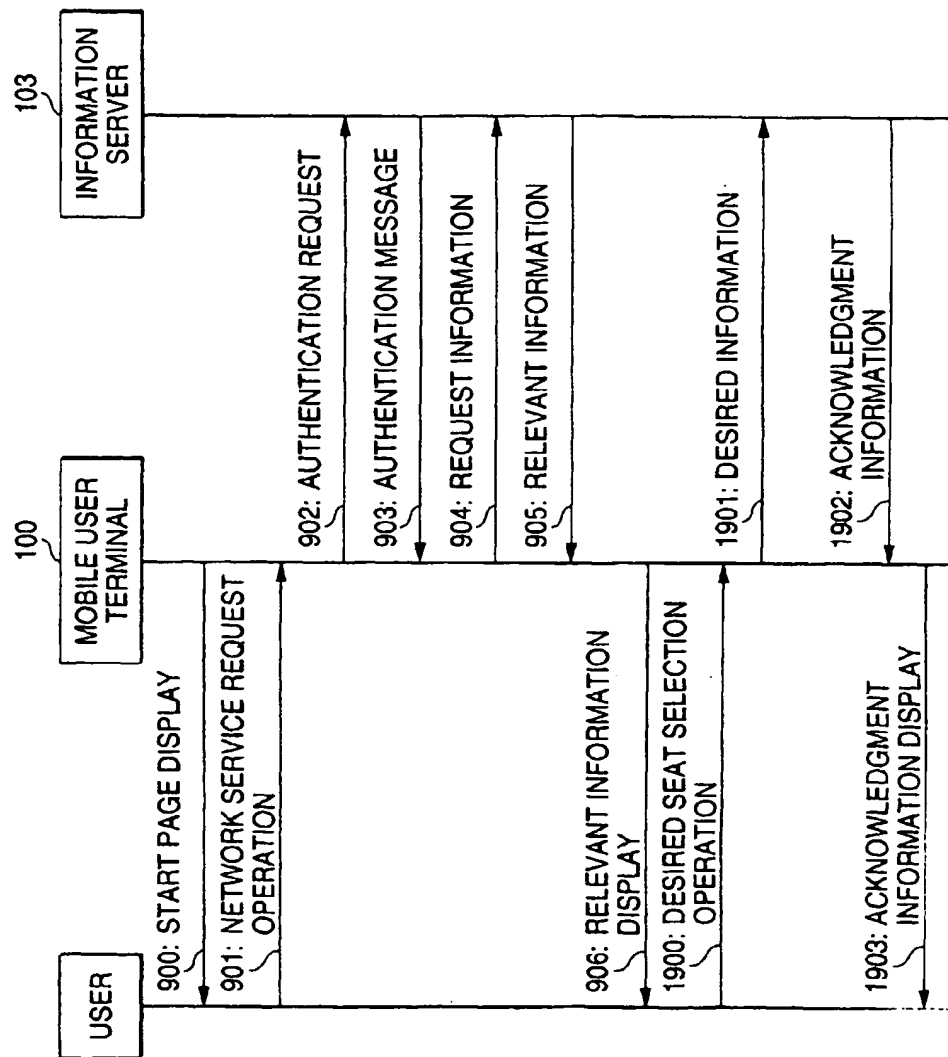 USER
100
MOBILE USER
TERMINAL
103
INFORMATION
SERVER
900: START PAGE DISPLAY
901: NETWORK SERVICE REQUEST
OPERATION
902: AUTHENTICATION REQUEST
903: AUTHENTICATION MESSAGE
904: REQUEST INFORMATION
905: RELEVANT INFORMATION
906: RELEVANT INFORMATION
DISPLAY
1900: DESIRED SEAT SELECTION
OPERATION
1901: DESIRED INFORMATION
1902: ACKNOWLEDGMENT
INFORMATION
1903: ACKNOWLEDGMENT
INFORMATION DISPLAY